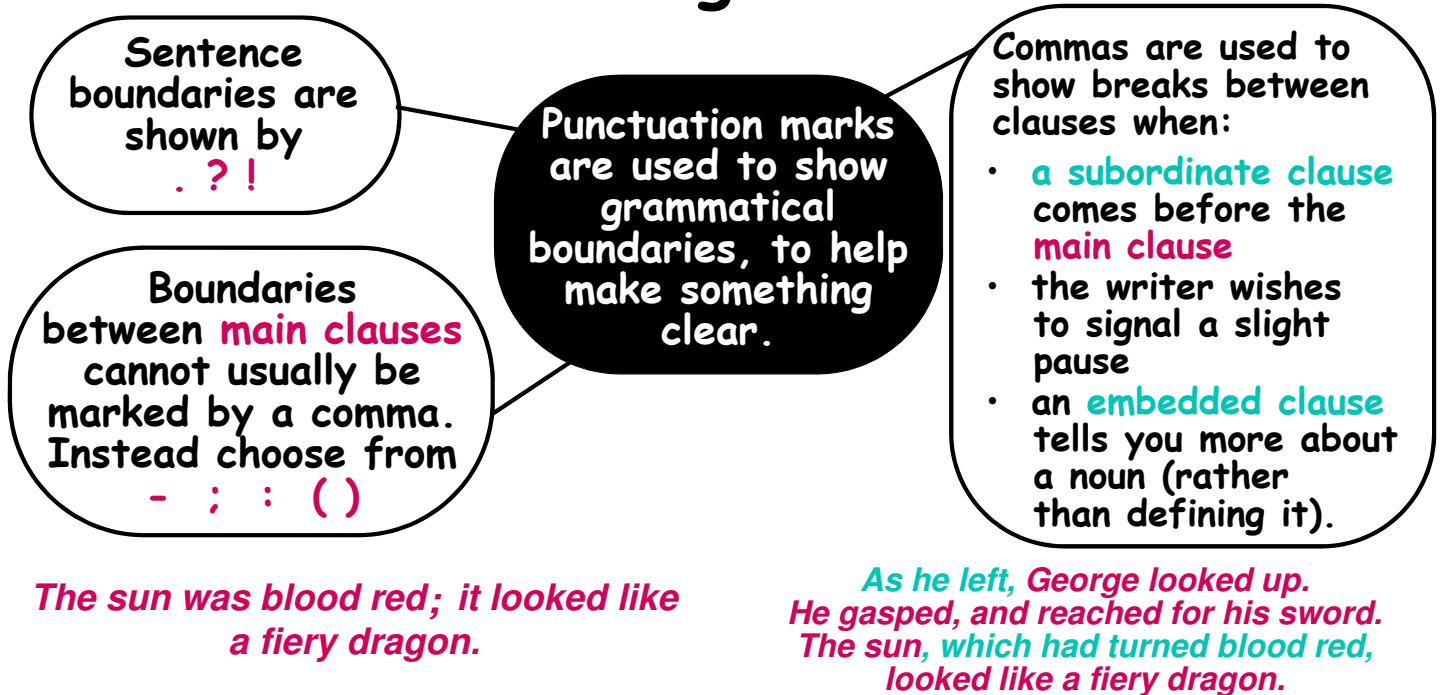 Sentence
boundaries are
shown by
. ? !
Punctuation marks
are used to show
grammatical
boundaries, to help
make something
clear.
Commas are used to
show breaks between
clauses when:
• a subordinate clause
comes before the
main clause
• the writer wishes
to signal a slight
pause
• an embedded clause
tells you more about
a noun (rather
than defining it).
Boundaries
between main clauses
cannot usually be
marked by a comma.
Instead choose from
- ; : ( )
The sun was blood red; it looked like
a fiery dragon.
As he left, George looked up.
He gasped, and reached for his sword.
The sun, which had turned blood red,
looked like a fiery dragon.